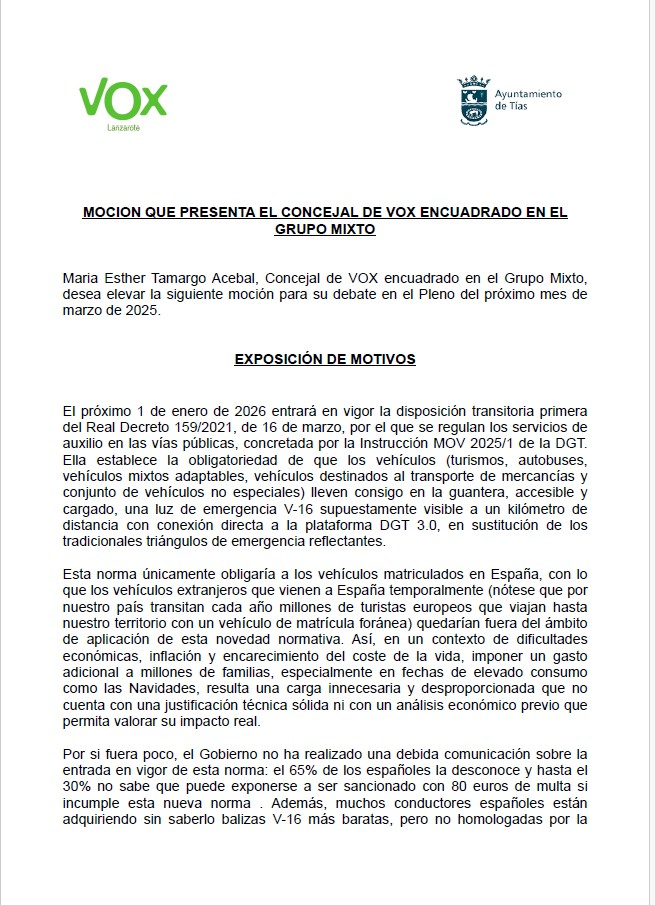 VOX
Lanzarote
Ayuntamiento
de Tías
MOCION QUE PRESENTA EL CONCEJAL DE VOX ENCUADRADO EN EL
GRUPO MIXTO
Maria Esther Tamargo Acebal, Concejal de VOX encuadrado en el Grupo Mixto,
desea elevar la siguiente moción para su debate en el Pleno del próximo mes de
marzo de 2025.
EXPOSICIÓN DE MOTIVOS
El próximo 1 de enero de 2026 entrará en vigor la disposición transitoria primera
del Real Decreto 159/2021, de 16 de marzo, por el que se regulan los servicios de
auxilio en las vías públicas, concretada por la Instrucción MOV 2025/1 de la DGT.
Ella establece la obligatoriedad de que los vehículos (turismos, autobuses,
vehículos mixtos adaptables, vehículos destinados al transporte de mercancías y
conjunto de vehículos no especiales) lleven consigo en la guantera, accesible y
cargado, una luz de emergencia V-16 supuestamente visible a un kilómetro de
distancia con conexión directa a la plataforma DGT 3.0, en sustitución de los
tradicionales triángulos de emergencia reflectantes.
Esta norma únicamente obligaría a los vehículos matriculados en España, con lo
que los vehículos extranjeros que vienen a España temporalmente (nótese que por
nuestro país transitan cada año millones de turistas europeos que viajan hasta
nuestro territorio con un vehículo de matrícula foránea) quedarían fuera del ámbito
de aplicación de esta novedad normativa. Así, en un contexto de dificultades
económicas, inflación y encarecimiento del coste de la vida, imponer un gasto
adicional a millones de familias, especialmente en fechas de elevado consumo
como las Navidades, resulta una carga innecesaria y desproporcionada que no
cuenta con una justificación técnica sólida ni con un análisis económico previo que
permita valorar su impacto real.
Por si fuera poco, el Gobierno no ha realizado una debida comunicación sobre la
entrada en vigor de esta norma: el 65% de los españoles la desconoce y hasta el
30% no sabe que puede exponerse a ser sancionado con 80 euros de multa si
incumple esta nueva norma . Además, muchos conductores españoles están
adquiriendo sin saberlo balizas V-16 más baratas, pero no homologadas por la